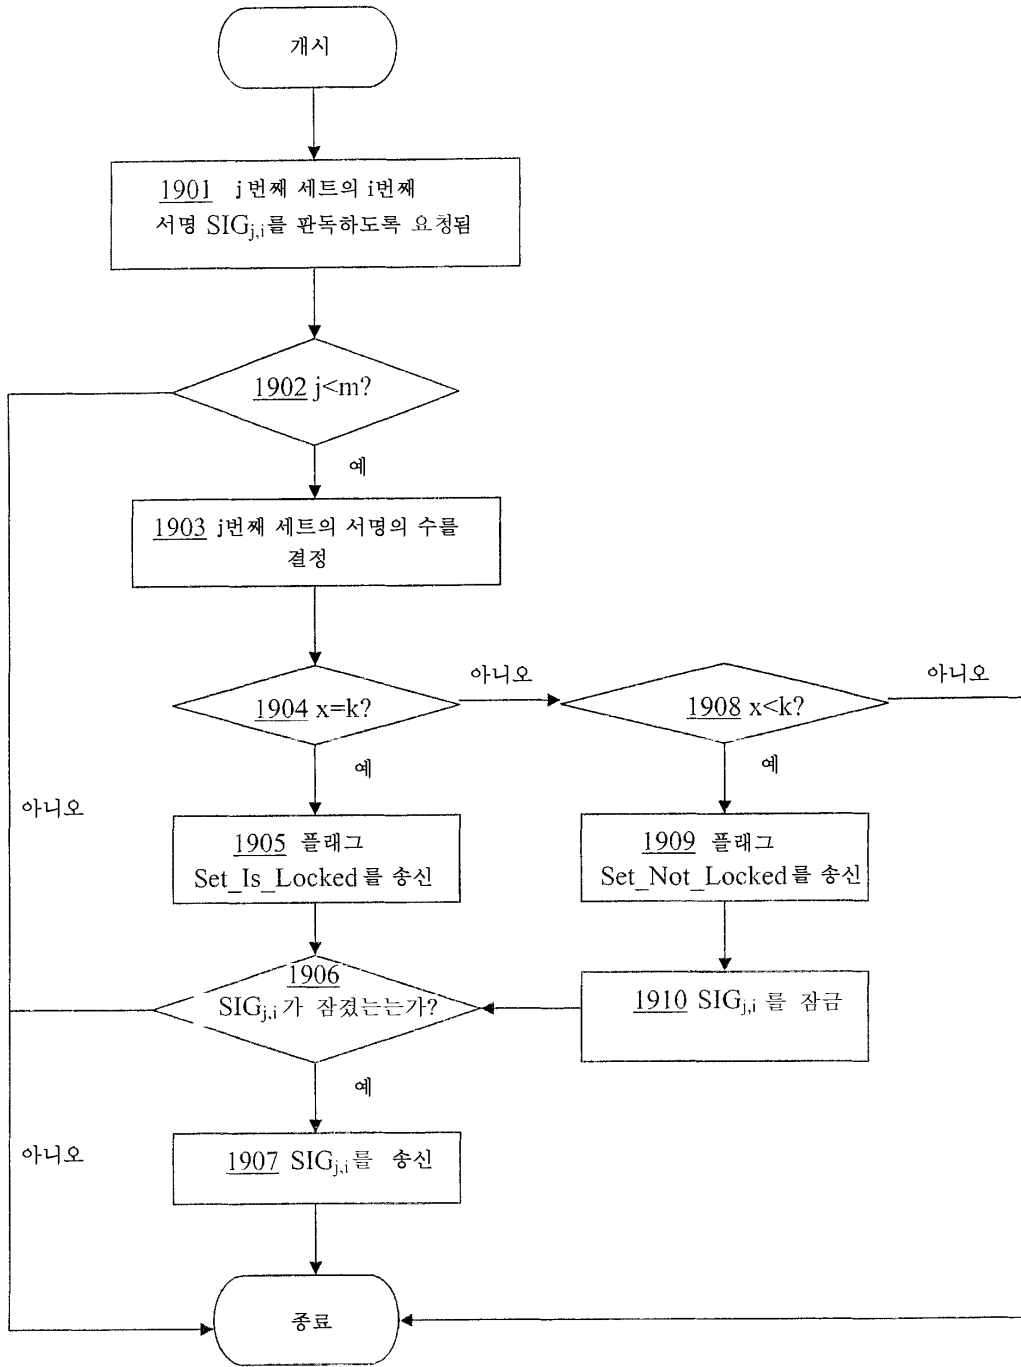 개시
1901 j번째 세트의 i번째
서명 SIGj,i를 판독하도록 요청됨
1902 j<m?
예
1903 j번째 세트의 서명의 수를
결정
아니오
아니오
1904 x=k?
1908 x<k?
예
예
아니오
1905 플래그
Set_Is_Locked를 송신
1909 플래그
Set_Not_Locked를 송신
1906
SIGj,i가 잠겼는는가?
1910 SIGj,i 를 잠금
예
아니오
1907 SIGj,i를 송신
종료